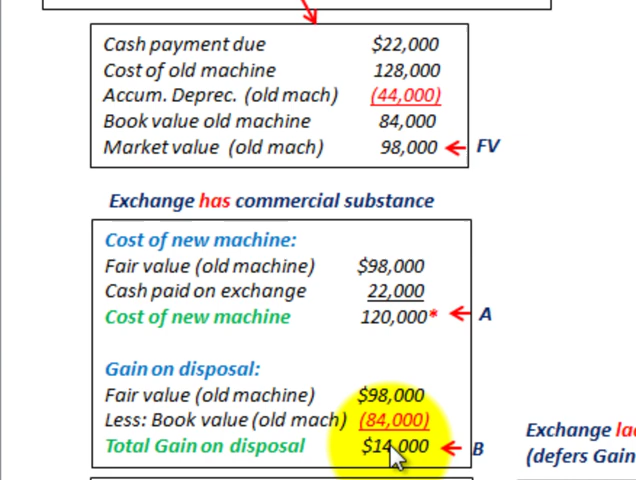 Cash payment due $22,000
Cost of old machine 128,000
Accum. Deprec. (old mach) (44,000)
Book value old machine 84,000
Market value (old mach) 98,000 FV
Exchange has commercial substance
Cost of new machine:
Fair value (old machine) $98,000
Cash paid on exchange 22,000
Cost of new machine 120,000* A
Gain on disposal:
Fair value (old machine) $98,000
Less: Book value (old mach) (84,000)
Total Gain on disposal $14,000 B
Exchange
(defers Gain